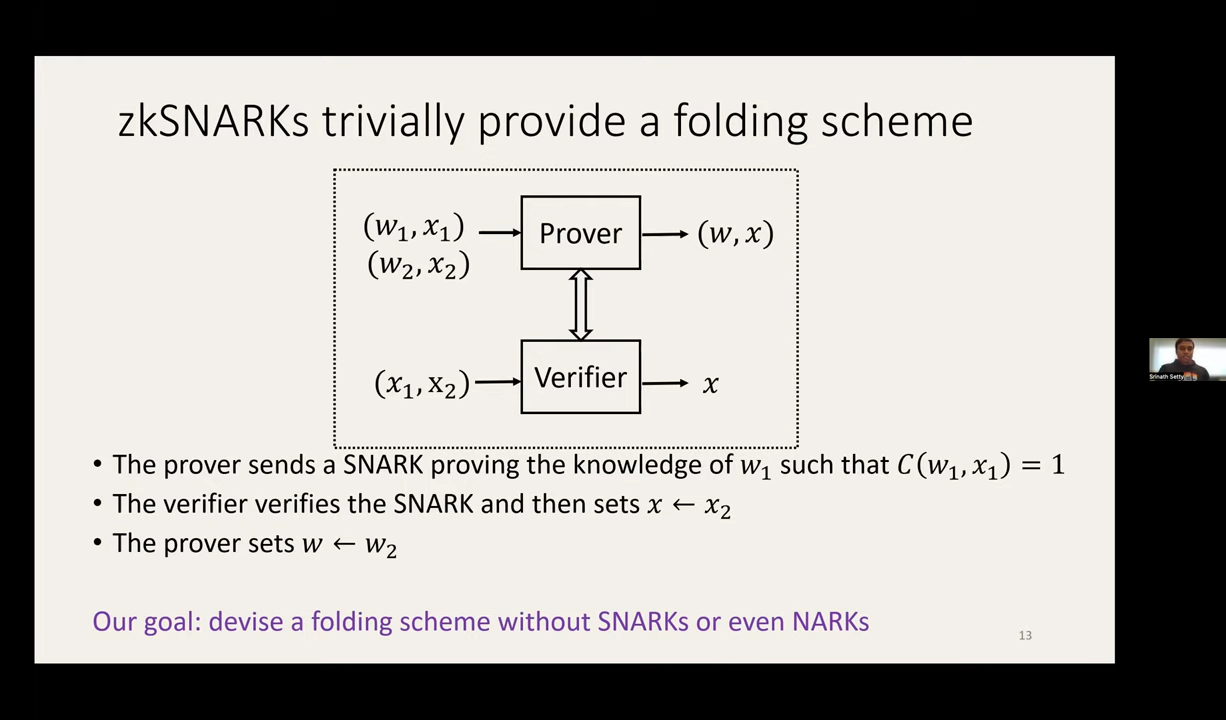 zkSNARKs trivially provide a folding scheme
(w₁, x₁)
(w₂, x₂)
Prover
(w, x)
(x₁, x₂)
Verifier
x
• The prover sends a SNARK proving the knowledge of w₁ such that C(w₁, x₁) = 1
• The verifier verifies the SNARK and then sets x ← x₂
• The prover sets w ← w₂
Our goal: devise a folding scheme without SNARKs or even NARKs
13
Srinath Setty